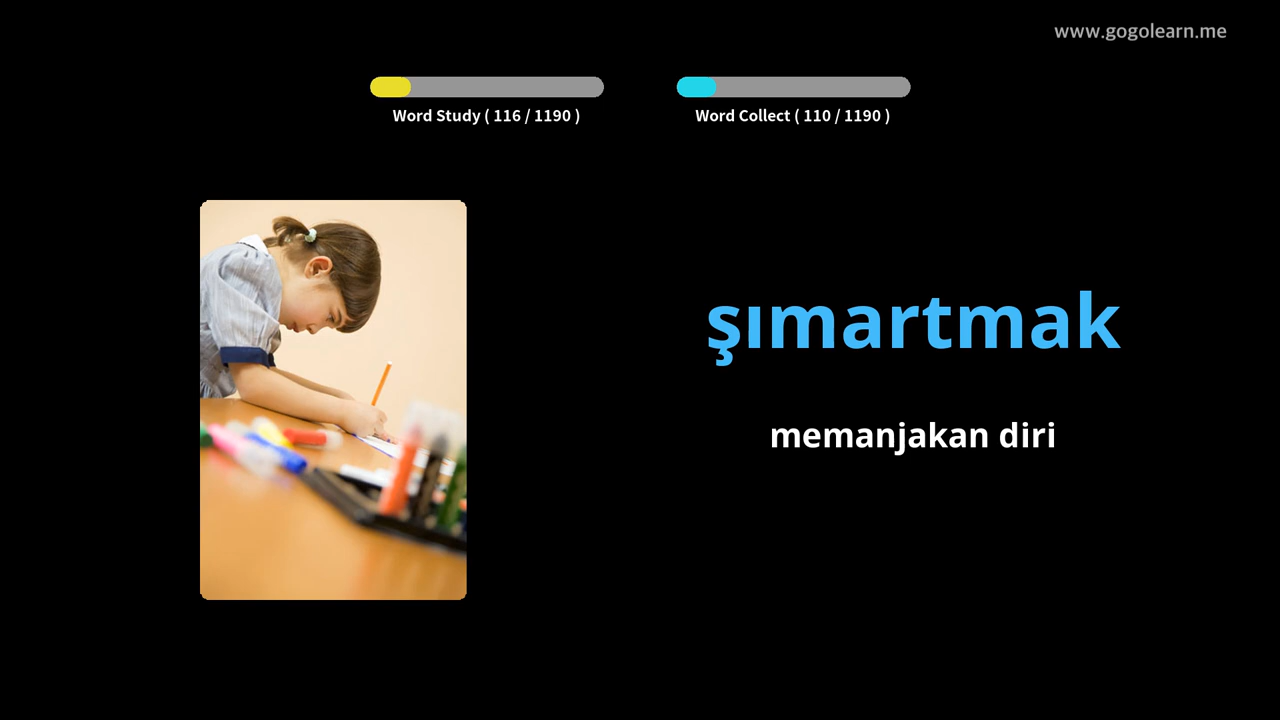 www.gogolearn.me
Word Study ( 116 / 1190 )
Word Collect ( 110 / 1190 )
şımartmak
memanjakan diri